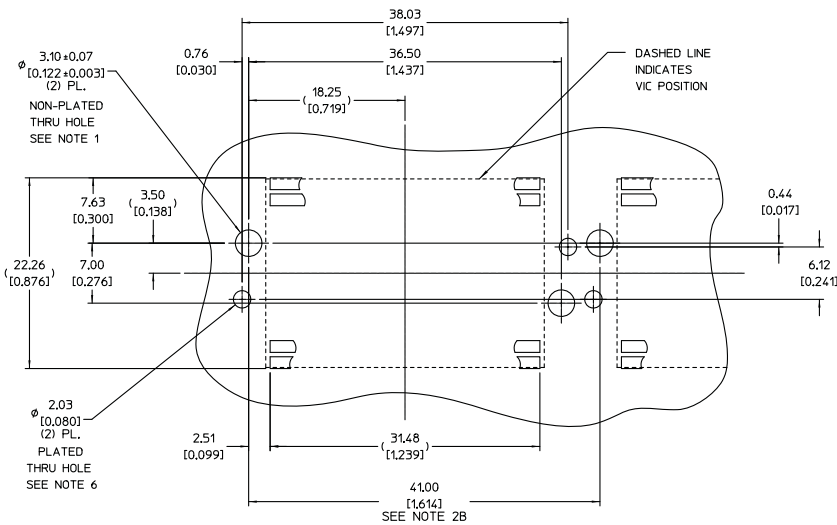 38.03
[1.497]
0.76
[0.030]
36.50
[1.437]
⌀ 3.10±0.07
[0.122±0.003]
(2) PL.
NON-PLATED
THRU HOLE
SEE NOTE 1
(18.25
[0.719])
DASHED LINE
INDICATES
VIC POSITION
7.63
[0.300]
(3.50
[0.138])
0.44
[0.017]
(22.26
[0.876])
7.00
[0.276]
6.12
[0.241]
⌀ 2.03
[0.080]
(2) PL.
PLATED
THRU HOLE
SEE NOTE 6
2.51
[0.099]
(31.48
[1.239])
41.00
[1.614]
SEE NOTE 2B